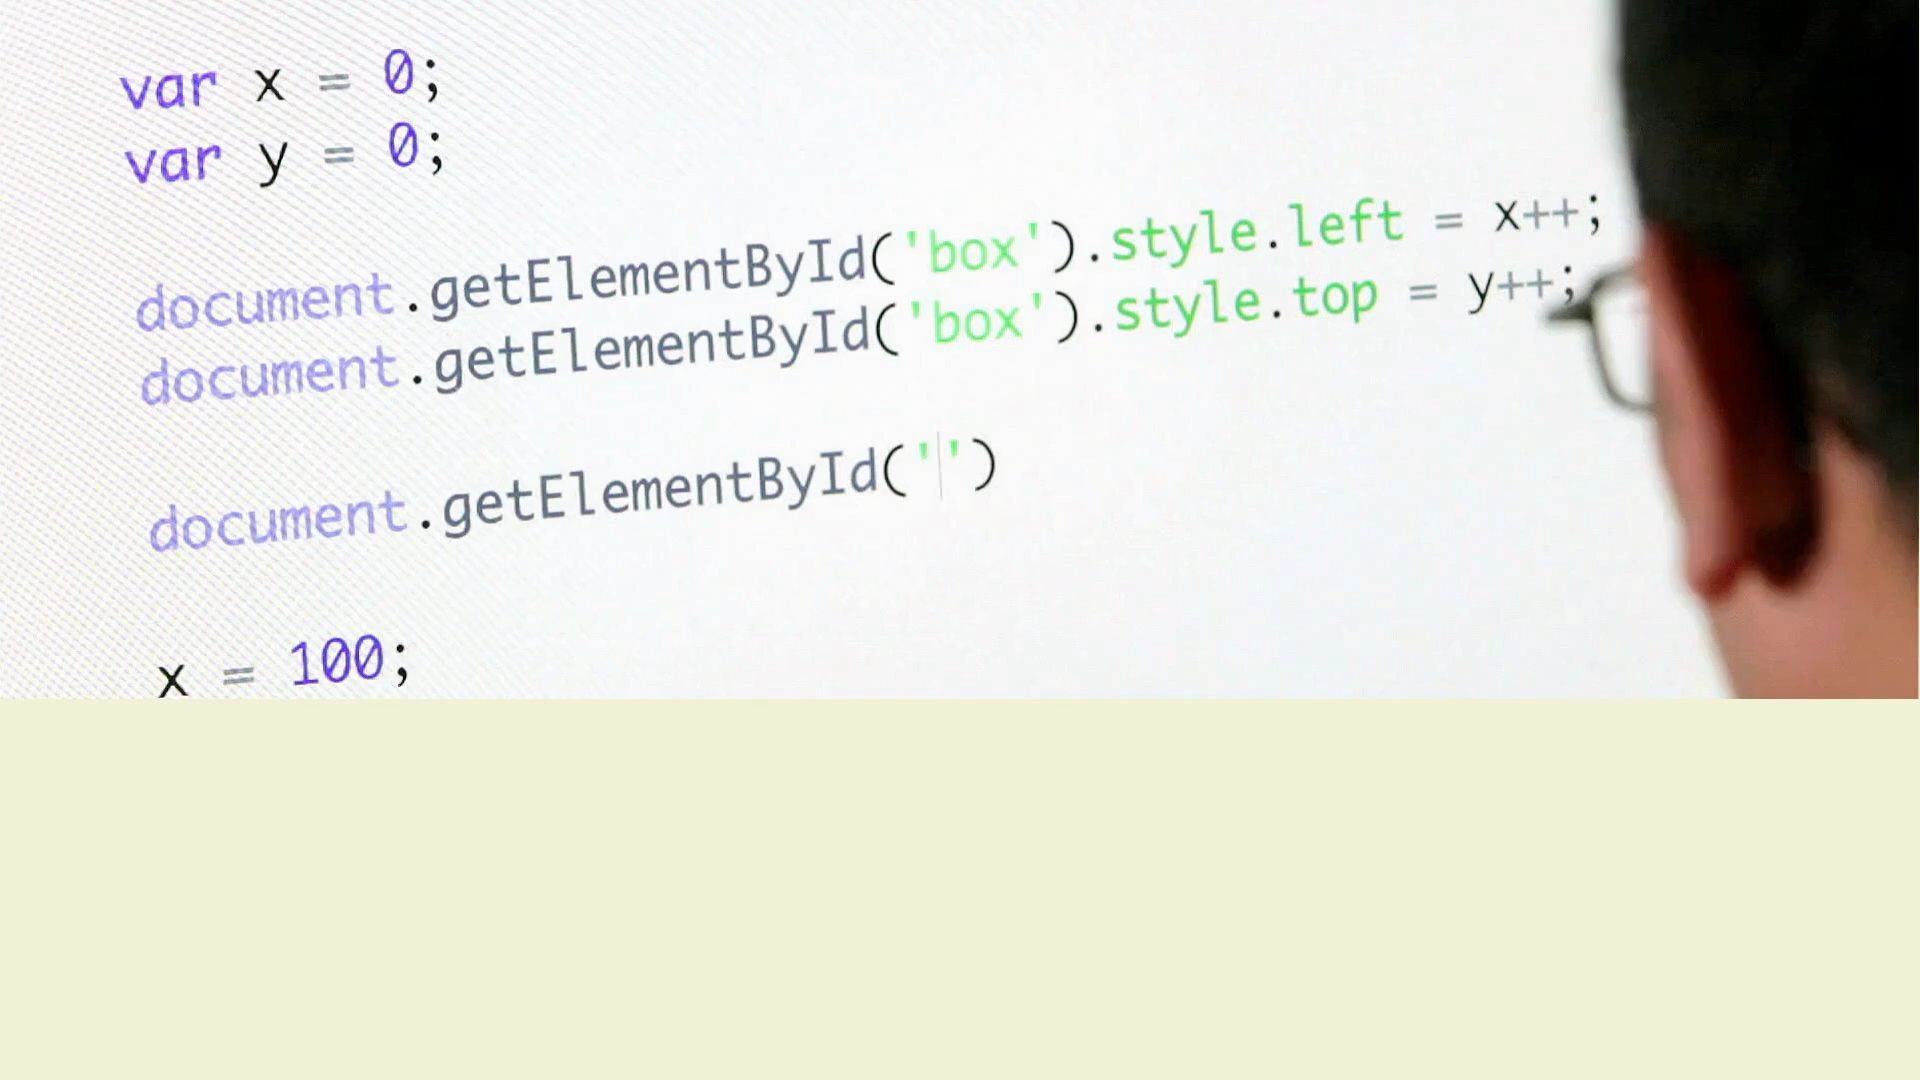 var x = 0;
var y = 0;
document.getElementById('box').style.left = x++;
document.getElementById('box').style.top = y++;
document.getElementById('')
x = 100;